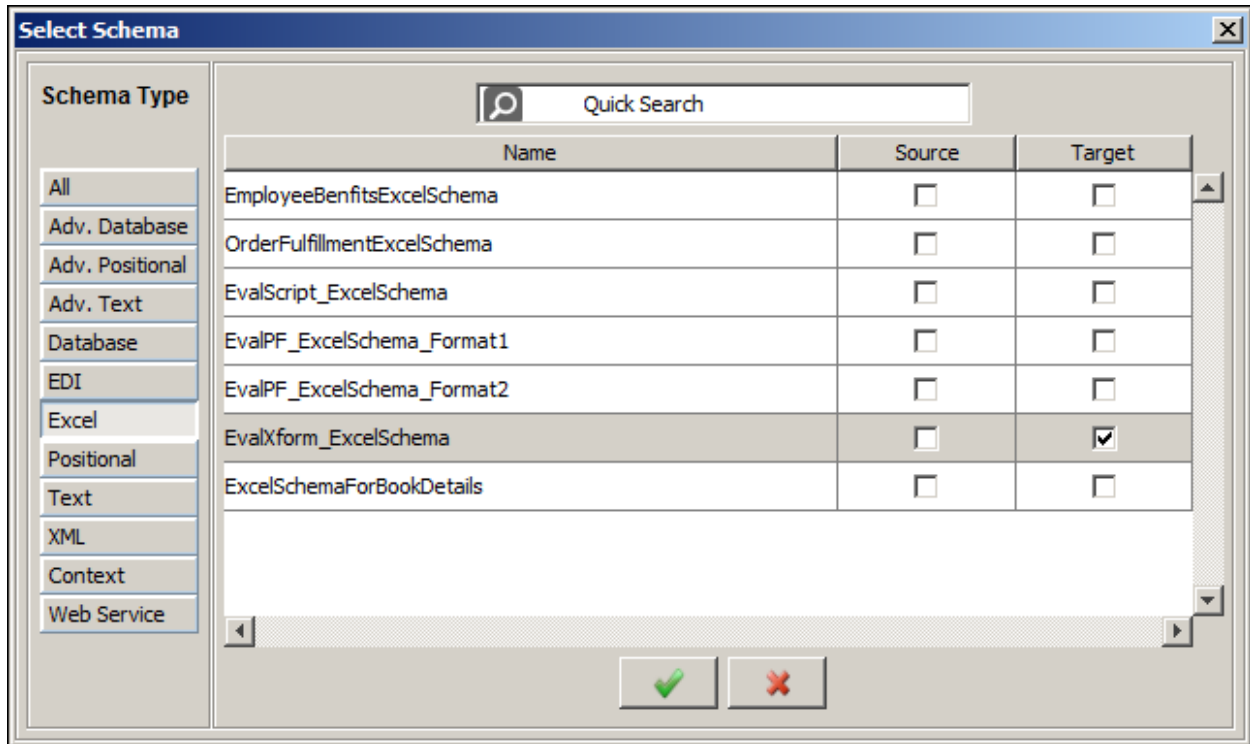 Select Schema
Schema Type
Quick Search
Name Source Target
All
Adv. Database
Adv. Positional
Adv. Text
Database
EDI
Excel
Positional
Text
XML
Context
Web Service
EmployeeBenfitsExcelSchema
OrderFulfillmentExcelSchema
EvalScript_ExcelSchema
EvalPF_ExcelSchema_Format1
EvalPF_ExcelSchema_Format2
EvalXform_ExcelSchema
ExcelSchemaForBookDetails